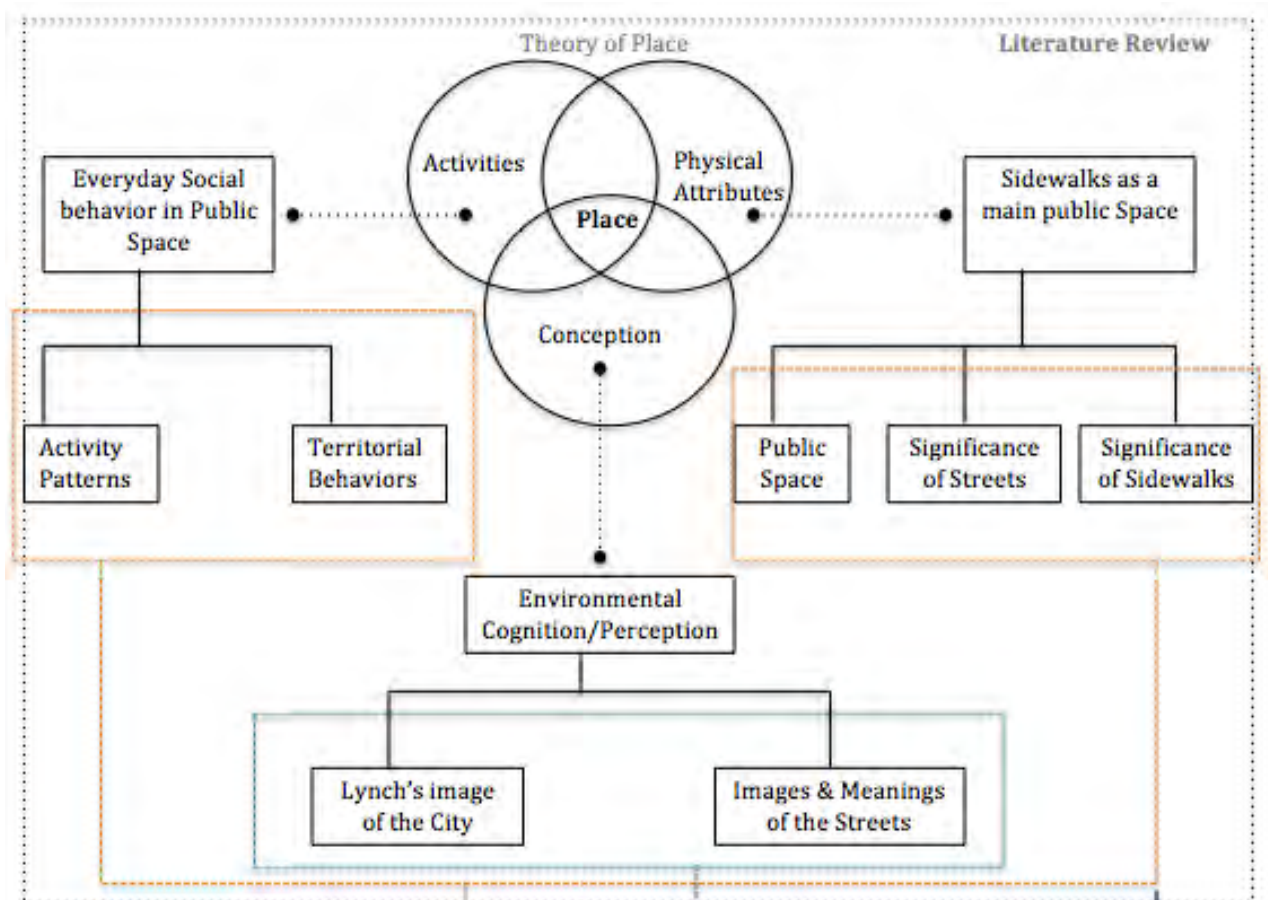 Theory of Place
Literature Review
Activities
Physical
Attributes
Place
Conception
Everyday Social
behavior in Public
Space
Sidewalks as a
main public Space
Activity
Patterns
Territorial
Behaviors
Public
Space
Significance
of Streets
Significance
of Sidewalks
Environmental
Cognition/Perception
Lynch's image
of the City
Images & Meanings
of the Streets